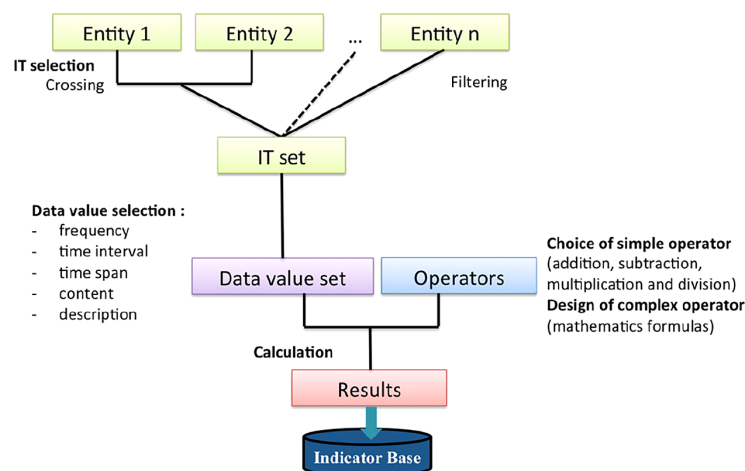 Entity 1
Entity 2
...
Entity n
IT selection
Crossing
Filtering
IT set
Data value selection :
- frequency
- time interval
- time span
- content
- description
Data value set
Operators
Choice of simple operator
(addition, subtraction,
multiplication and division)
Design of complex operator
(mathematics formulas)
Calculation
Results
Indicator Base